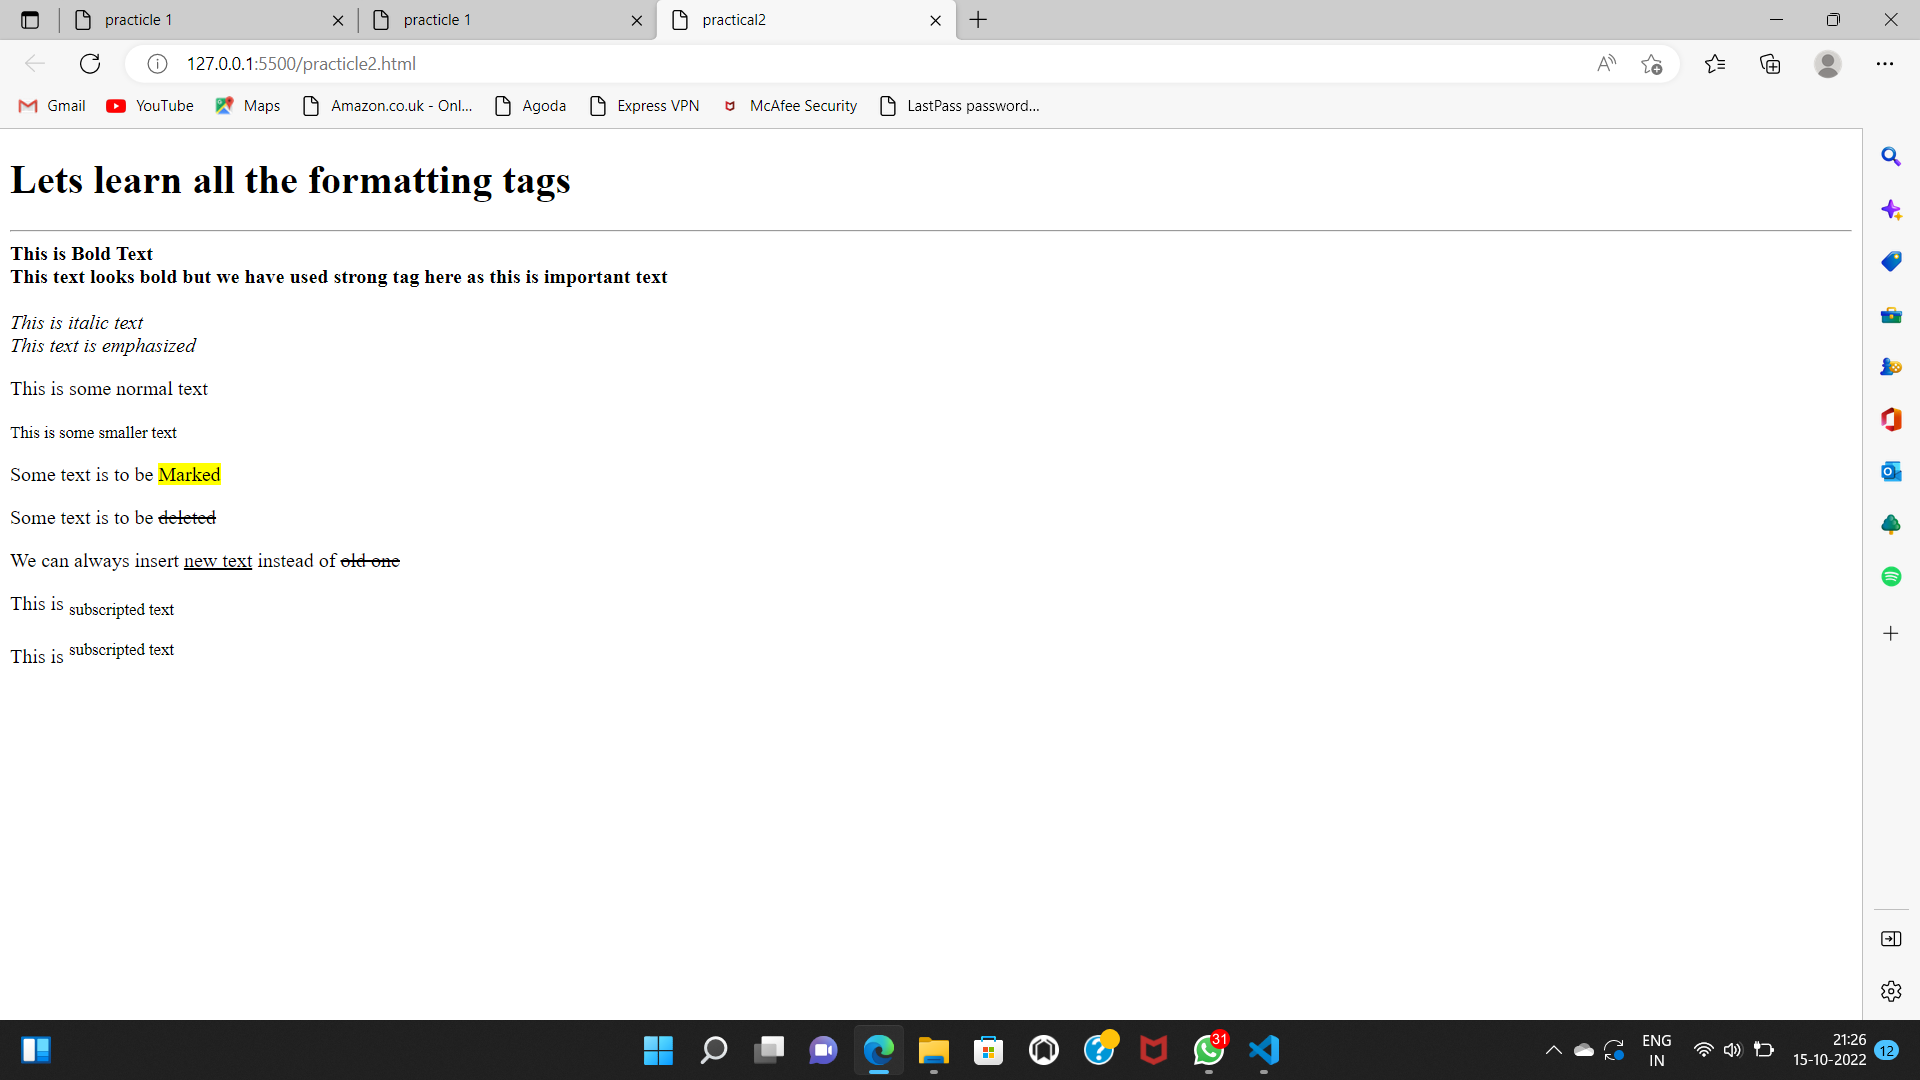 practicle 1
practicle 1
practical2
127.0.0.1:5500/practicle2.html
Gmail
YouTube
Maps
Amazon.co.uk - Onl...
Agoda
Express VPN
McAfee Security
LastPass password...
Lets learn all the formatting tags
This is Bold Text
This text looks bold but we have used strong tag here as this is important text
This is italic text
This text is emphasized
This is some normal text
This is some smaller text
Some text is to be Marked
Some text is to be deleted
We can always insert new text instead of old one
This is subscripted text
This is subscripted text
31
ENG
IN
21:26
15-10-2022
12